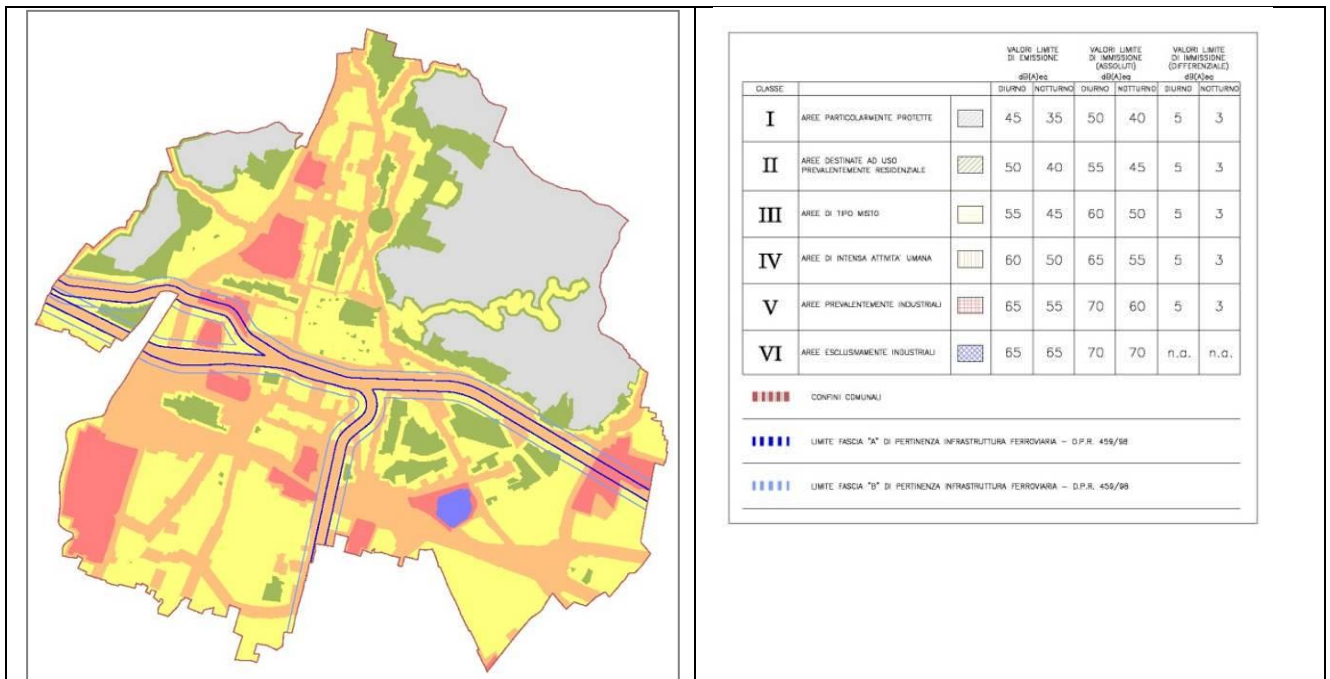 VALORI LIMITE DI EMISSIONE dB(A)eq
VALORI LIMITE DI IMMISSIONE (ASSOLUTI) dB(A)eq
VALORI LIMITE DI IMMISSIONE (DIFFERENZIALE) dB(A)eq
CLASSE DIURNO NOTTURNO DIURNO NOTTURNO DIURNO NOTTURNO
I AREE PARTICOLARMENTE PROTETTE 45 35 50 40 5 3
II AREE DESTINATE AD USO PREVALENTEMENTE RESIDENZIALE 50 40 55 45 5 3
III AREE DI TIPO MISTO 55 45 60 50 5 3
IV AREE DI INTENSA ATTIVITA' UMANA 60 50 65 55 5 3
V AREE PREVALENTEMENTE INDUSTRIALI 65 55 70 60 5 3
VI AREE ESCLUSIVAMENTE INDUSTRIALI 65 65 70 70 n.a. n.a.
CONFINI COMUNALI
LIMITE FASCIA "A" DI PERTINENZA INFRASTRUTTURA FERROVIARIA - D.P.R. 459/98
LIMITE FASCIA "B" DI PERTINENZA INFRASTRUTTURA FERROVIARIA - D.P.R. 459/98